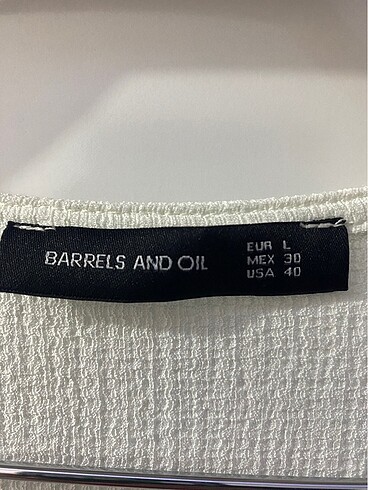 BARRELS AND OIL
EUR L
MEX 30
USA 40